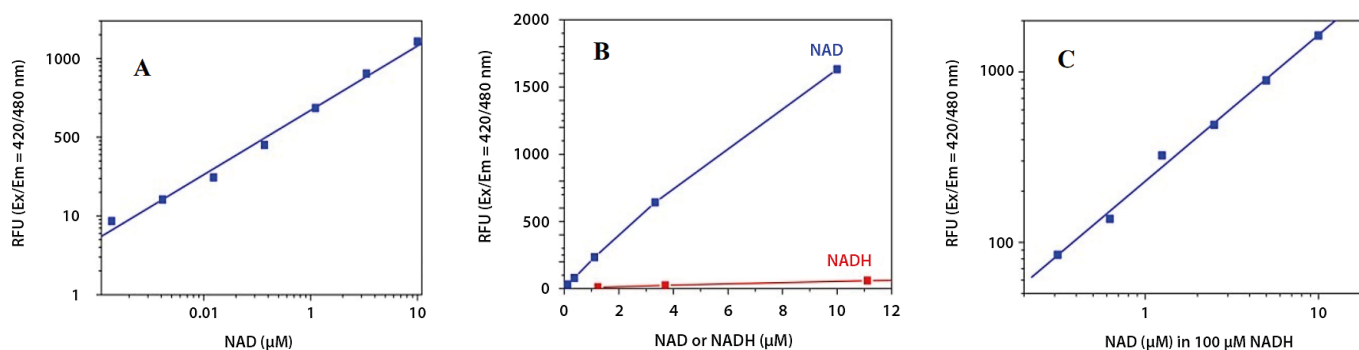 A
RFU (Ex/Em = 420/480 nm)
1000
500
10
1
0.01
1
10
NAD (µM)
B
RFU (Ex/Em = 420/480 nm)
2000
1500
1000
500
0
0
2
4
6
8
10
12
NAD
NADH
NAD or NADH (µM)
C
RFU (Ex/Em = 420/480 nm)
1000
100
1
10
NAD (µM) in 100 µM NADH